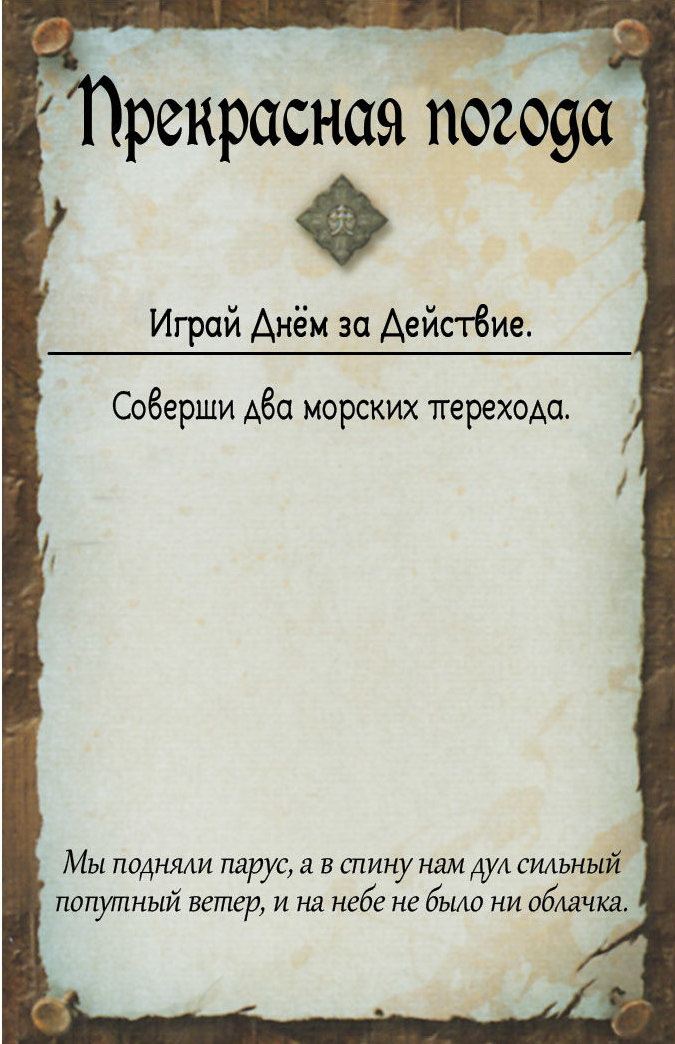 Прекрасная погода
Играй Днём за Действие.
Соверши два морских перехода.
Мы подняли парус, а в спину нам дул сильный
попутный ветер, и на небе не было ни облачка.